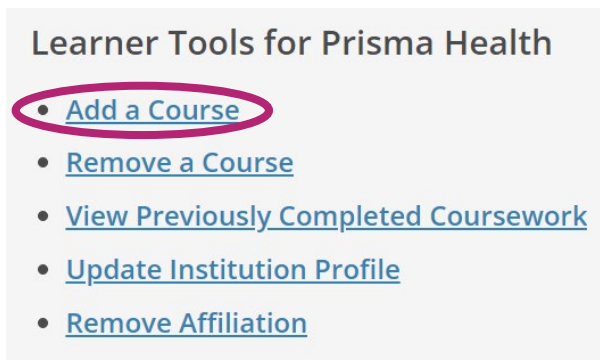 Learner Tools for Prisma Health
• Add a Course
• Remove a Course
• View Previously Completed Coursework
• Update Institution Profile
• Remove Affiliation